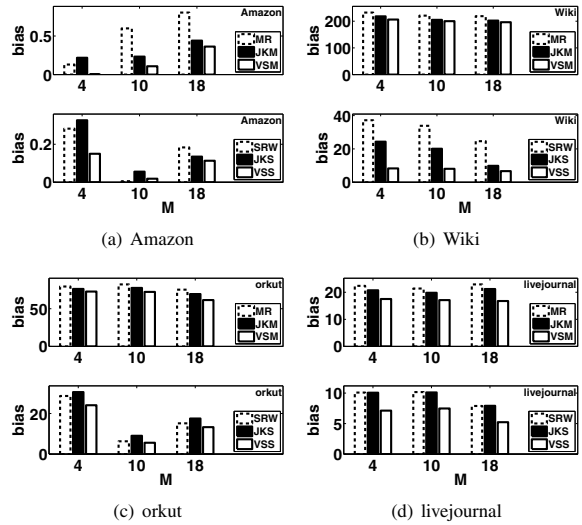 Amazon
bias
0.5
0
MR
JKM
VSM
4 10 18
Amazon
bias
0.2
0
SRW
JKS
VSS
4 10 18
M
(a) Amazon
Wiki
bias
200
100
0
MR
JKM
VSM
4 10 18
Wiki
bias
40
20
0
SRW
JKS
VSS
4 10 18
M
(b) Wiki
orkut
bias
50
0
MR
JKM
VSM
4 10 18
orkut
bias
20
0
SRW
JKS
VSS
4 10 18
M
(c) orkut
livejournal
bias
20
10
0
MR
JKM
VSM
4 10 18
livejournal
bias
10
5
0
SRW
JKS
VSS
4 10 18
M
(d) livejournal